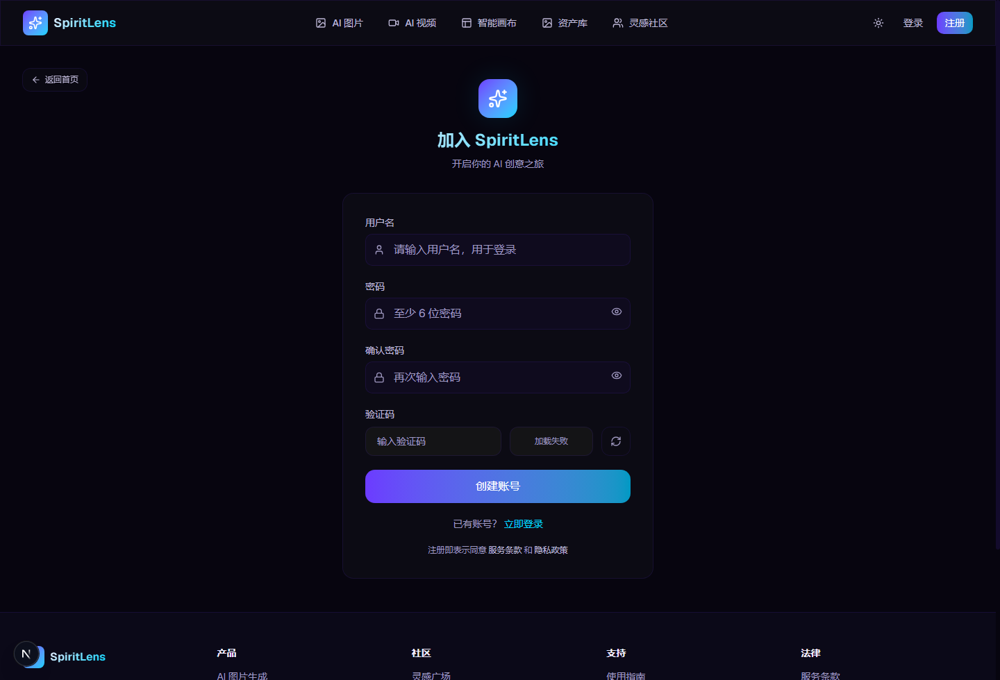 SpiritLens
AI 图片
AI 视频
智能画布
资产库
灵感社区
登录
注册
返回首页
加入 SpiritLens
开启你的 AI 创意之旅
用户名
请输入用户名，用于登录
密码
至少 6 位密码
确认密码
再次输入密码
验证码
输入验证码
加载失败
创建账号
已有账号？ 立即登录
注册即表示同意 服务条款 和 隐私政策
N
SpiritLens
产品
社区
支持
法律
AI 图片生成
灵感广场
使用指南
服务条款